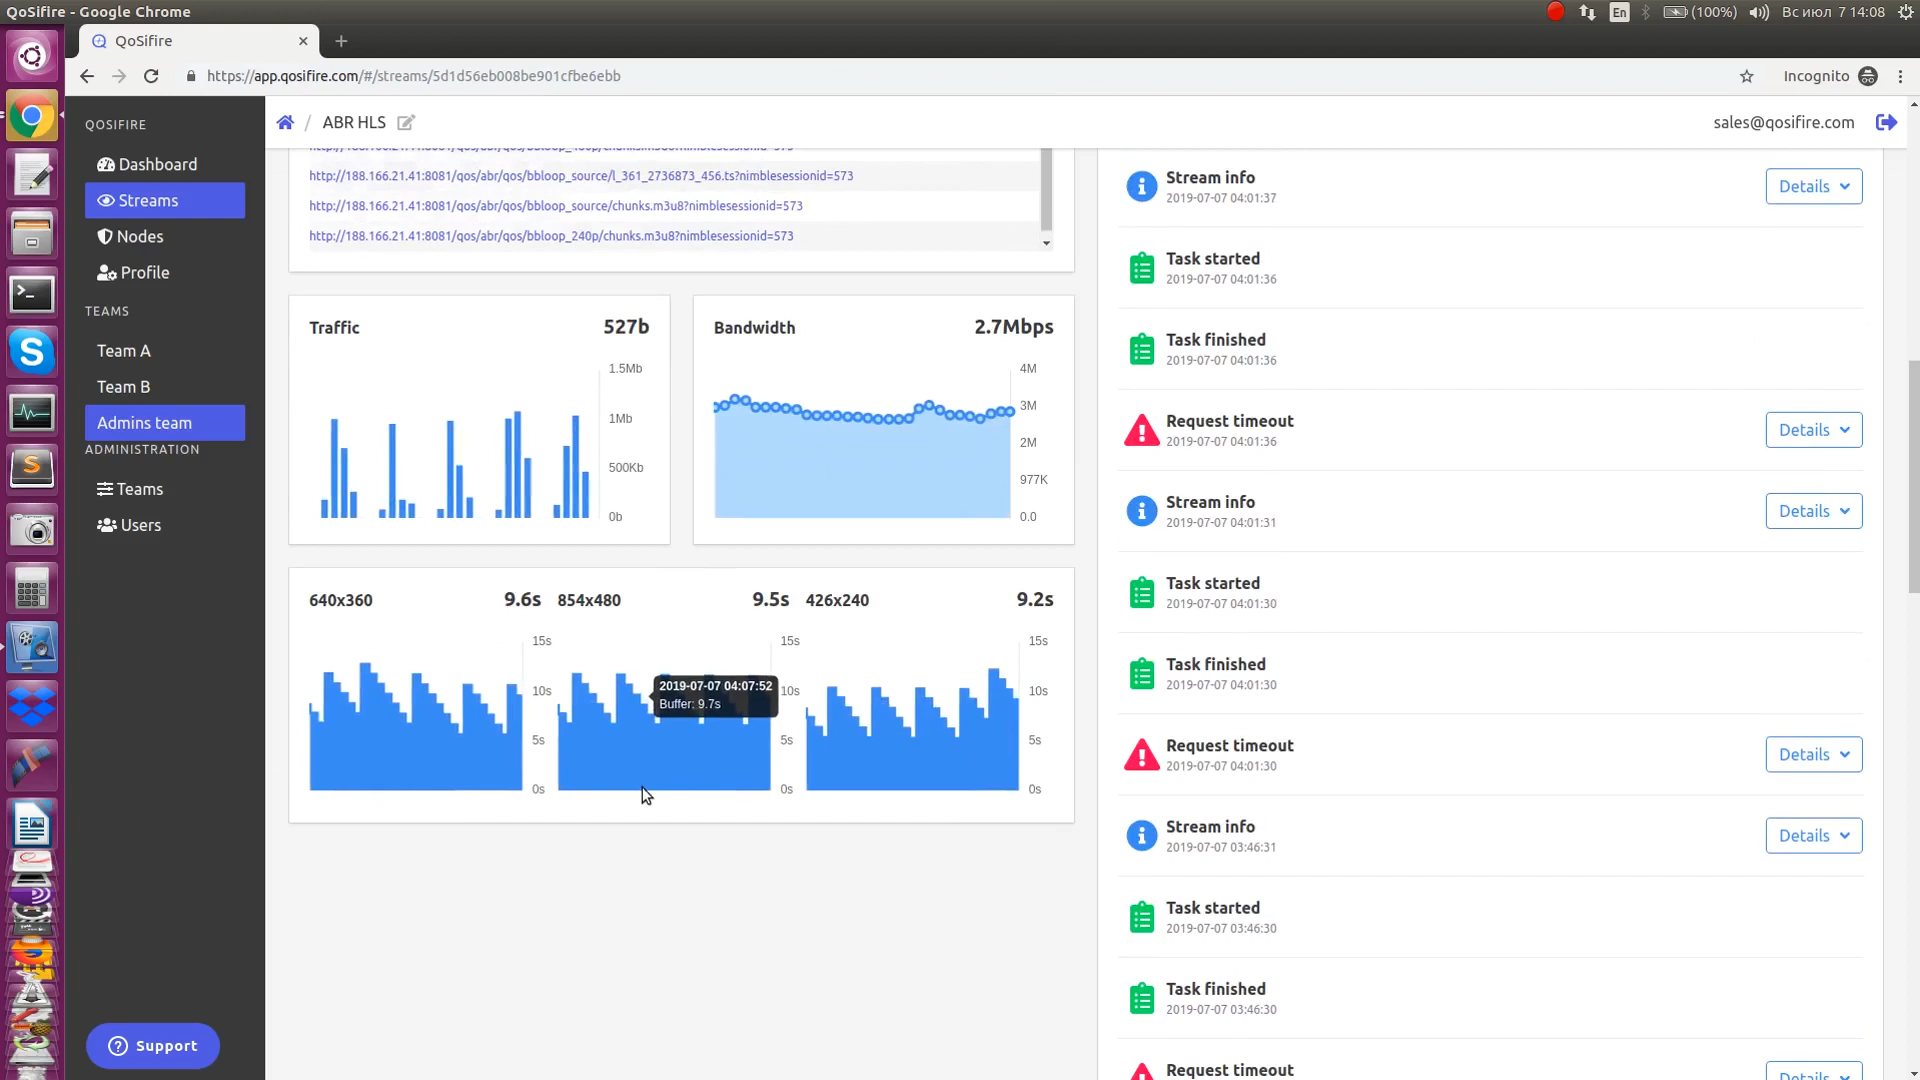 QoSifire - Google Chrome
En
(100%)
Вс июл 7 14:08
QoSifire
https://app.qosifire.com/#/streams/5d1d56eb008be901cfbe6ebb
Incognito
QOSIFIRE
Dashboard
Streams
Nodes
Profile
TEAMS
Team A
Team B
Admins team
ADMINISTRATION
Teams
Users
Support
/ ABR HLS
sales@qosifire.com
http://188.166.21.41:8081/qos/abr/qos/bbloop_source/l_361_2736873_456.ts?nimblesessionid=573
http://188.166.21.41:8081/qos/abr/qos/bbloop_source/chunks.m3u8?nimblesessionid=573
http://188.166.21.41:8081/qos/abr/qos/bbloop_240p/chunks.m3u8?nimblesessionid=573
Traffic 527b
1.5Mb
1Mb
500Kb
0b
Bandwidth 2.7Mbps
4M
3M
2M
977K
0.0
640x360 9.6s
15s
10s
5s
0s
854x480 9.5s
15s
10s
5s
0s
2019-07-07 04:07:52
Buffer: 9.7s
426x240 9.2s
15s
10s
5s
0s
Stream info
2019-07-07 04:01:37
Details
Task started
2019-07-07 04:01:36
Task finished
2019-07-07 04:01:36
Request timeout
2019-07-07 04:01:36
Details
Stream info
2019-07-07 04:01:31
Details
Task started
2019-07-07 04:01:30
Task finished
2019-07-07 04:01:30
Request timeout
2019-07-07 04:01:30
Details
Stream info
2019-07-07 03:46:31
Details
Task started
2019-07-07 03:46:30
Task finished
2019-07-07 03:46:30
Request timeout
Details